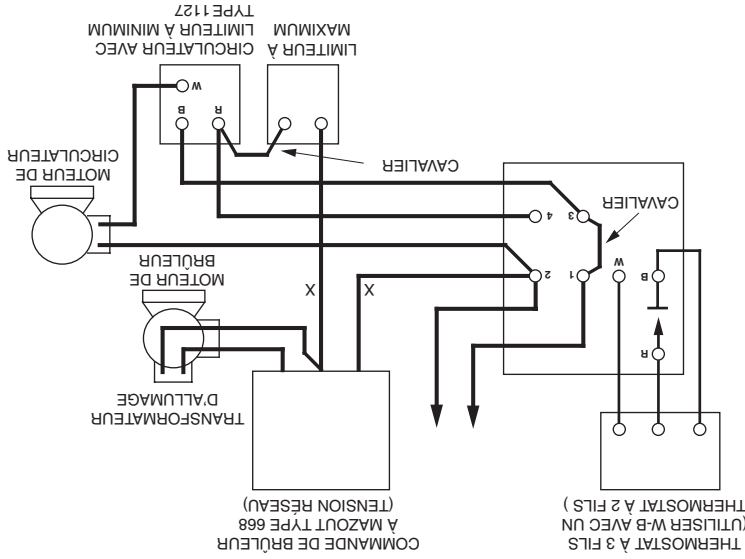 THERMOSTAT À 3 FILS
(UTILISER W-B AVEC UN
THERMOSTAT À 2 FILS )
COMMANDE DE BRÛLEUR
À MAZOUT TYPE 668
(TENSION RÉSEAU)
TRANSFORMATEUR
D'ALLUMAGE
R
B
W
1
2
X
X
MOTEUR DE
BRÛLEUR
CAVALIER
3
4
MOTEUR DE
CIRCULATEUR
CAVALIER
R
B
W
LIMITEUR À
MAXIMUM
CIRCULATEUR AVEC
LIMITEUR À MINIMUM
TYPE 1127